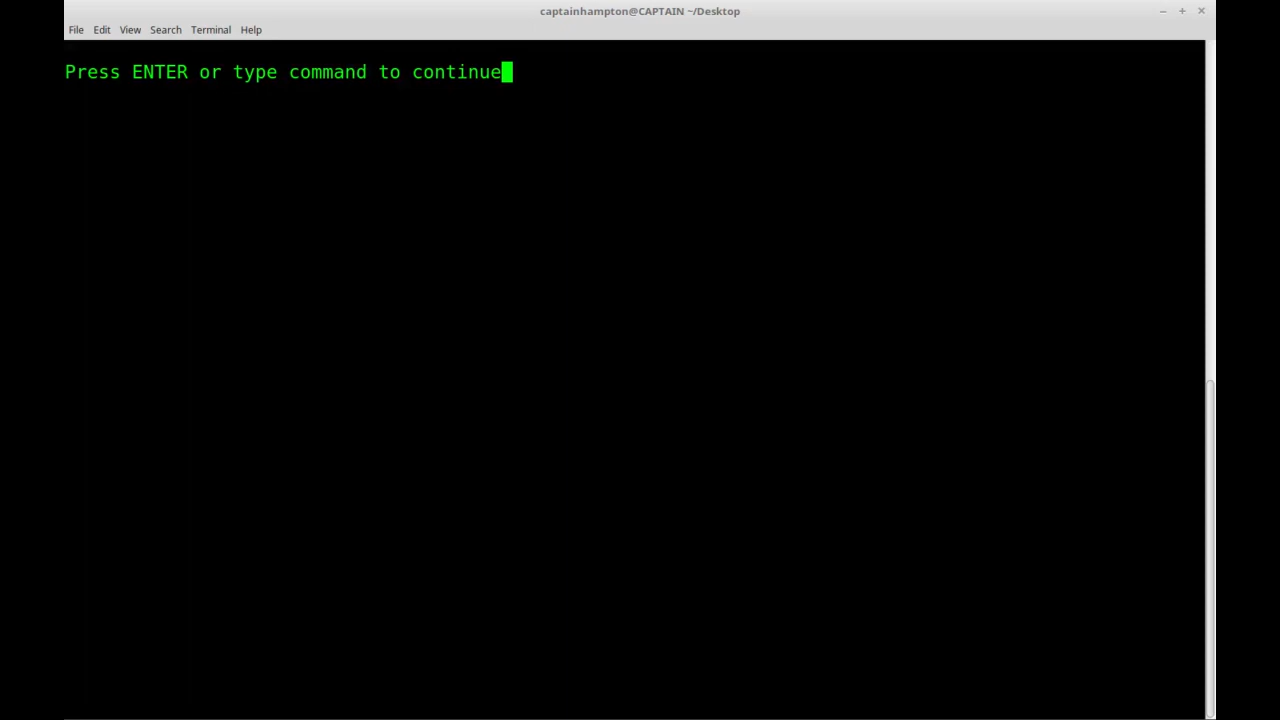 captainhampton@CAPTAIN ~/Desktop
File Edit View Search Terminal Help
Press ENTER or type command to continue